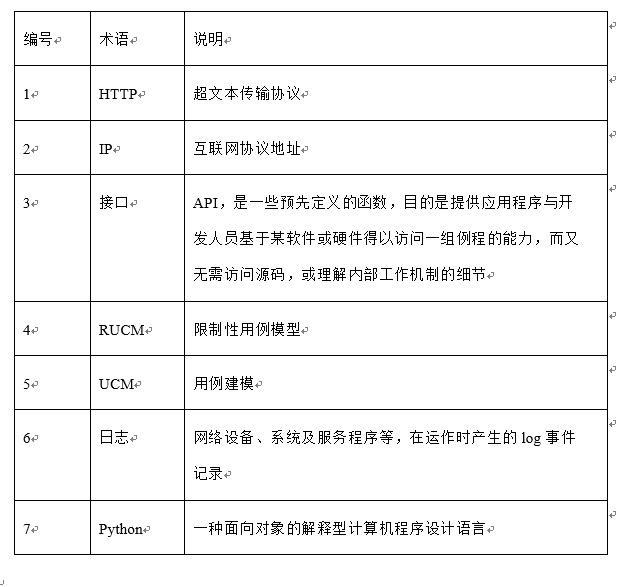 编号 术语 说明
1 HTTP 超文本传输协议
2 IP 互联网协议地址
3 接口 API，是一些预先定义的函数，目的是提供应用程序与开
发人员基于某软件或硬件得以访问一组例程的能力，而又
无需访问源码，或理解内部工作机制的细节
4 RUCM 限制性用例模型
5 UCM 用例建模
6 日志 网络设备、系统及服务程序等，在运作时产生的 log 事件
记录
7 Python 一种面向对象的解释型计算机程序设计语言